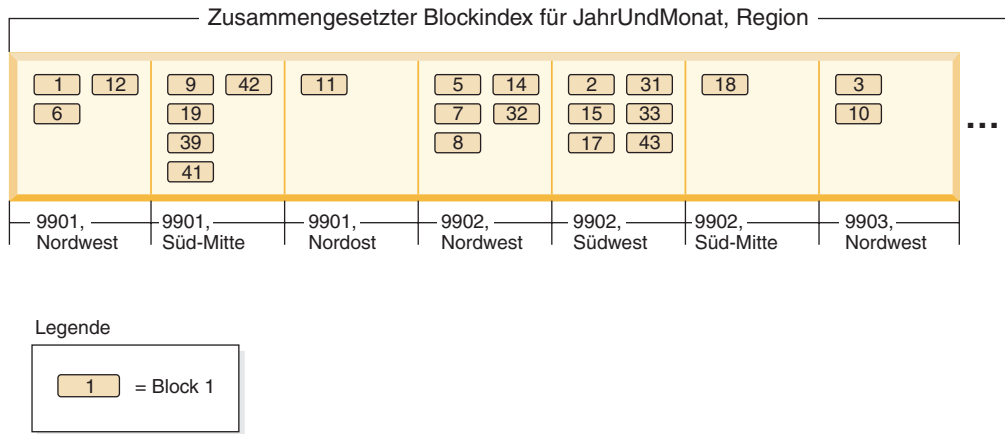 Zusammengesetzter Blockindex für JahrUndMonat, Region
1 12 9 42 11 5 14 2 31 18 3
6 19 7 32 15 33 10
39 8 17 43
41
...
9901, 9901, 9901, 9902, 9902, 9902, 9903,
Nordwest Süd-Mitte Nordost Nordwest Südwest Süd-Mitte Nordwest
Legende
1 = Block 1